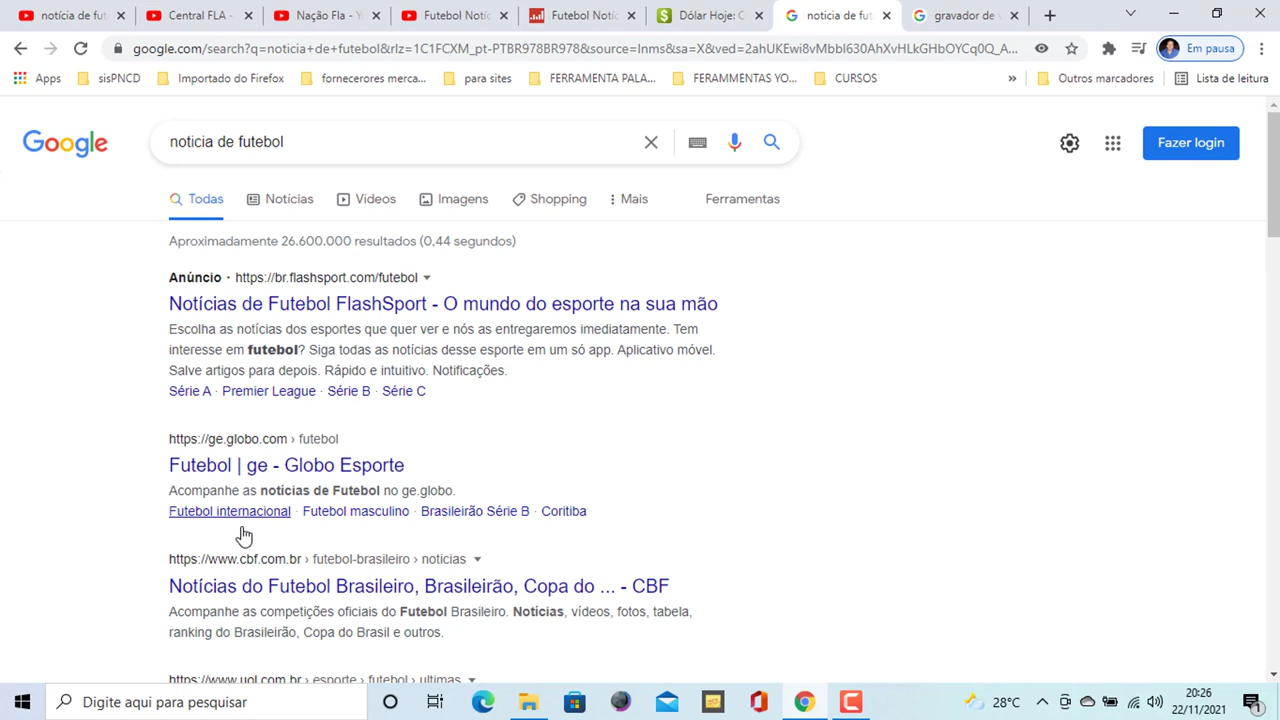 notícia de fut
Central FLA -
Nação Fla - Y
Futebol Notíc
Futebol Notíc
Dólar Hoje: C
noticia de fut
gravador de v
google.com/search?q=noticia+de+futebol&rlz=1C1FCXM_pt-PTBR978BR978&source=lnms&sa=X&ved=2ahUKEwi8vMbbl630AhXvHLkGHbOYCq0Q_A...
Em pausa
Apps
sisPNCD
Importado do Firefox
fornecerores merca...
para sites
FERRAMENTA PALA...
FERAMMENTAS YO...
CURSOS
»
Outros marcadores
Lista de leitura
Google
noticia de futebol
Fazer login
Todas
Notícias
Vídeos
Imagens
Shopping
Mais
Ferramentas
Aproximadamente 26.600.000 resultados (0,44 segundos)
Anúncio · https://br.flashsport.com/futebol
Notícias de Futebol FlashSport - O mundo do esporte na sua mão
Escolha as notícias dos esportes que quer ver e nós as entregaremos imediatamente. Tem
interesse em futebol? Siga todas as notícias desse esporte em um só app. Aplicativo móvel.
Salve artigos para depois. Rápido e intuitivo. Notificações.
Série A · Premier League · Série B · Série C
https://ge.globo.com › futebol
Futebol | ge - Globo Esporte
Acompanhe as notícias de Futebol no ge.globo.
Futebol internacional · Futebol masculino · Brasileirão Série B · Coritiba
https://www.cbf.com.br › futebol-brasileiro › noticias
Notícias do Futebol Brasileiro, Brasileirão, Copa do ... - CBF
Acompanhe as competições oficiais do Futebol Brasileiro. Notícias, vídeos, fotos, tabela,
ranking do Brasileirão, Copa do Brasil e outros.
https://www.uol.com.br › esporte › futebol › ultimas
Digite aqui para pesquisar
28°C
20:26
22/11/2021
1